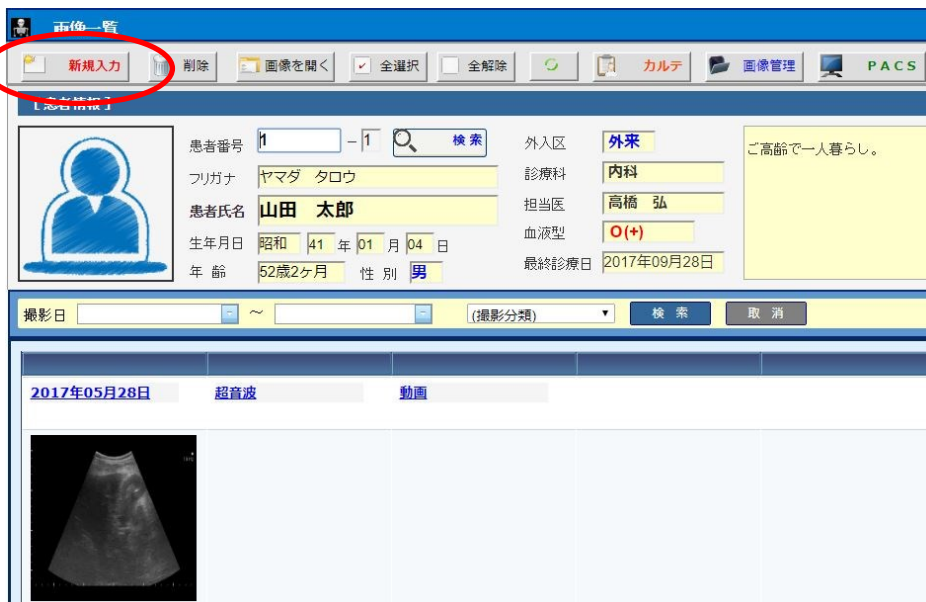 画像一覧
新規入力 削除 画像を開く 全選択 全解除 カルテ 画像管理 PACS
[患者情報]
患者番号 1 - 1 検索 外入区 外来 ご高齢で一人暮らし。
フリガナ ヤマダ タロウ 診療科 内科
患者氏名 山田 太郎 担当医 高橋 弘
生年月日 昭和 41 年 01 月 04 日 血液型 O(+)
年齢 52歳2ヶ月 性別 男 最終診療日 2017年09月28日
撮影日 ~ (撮影分類) 検索 取消
2017年05月28日 超音波 動画